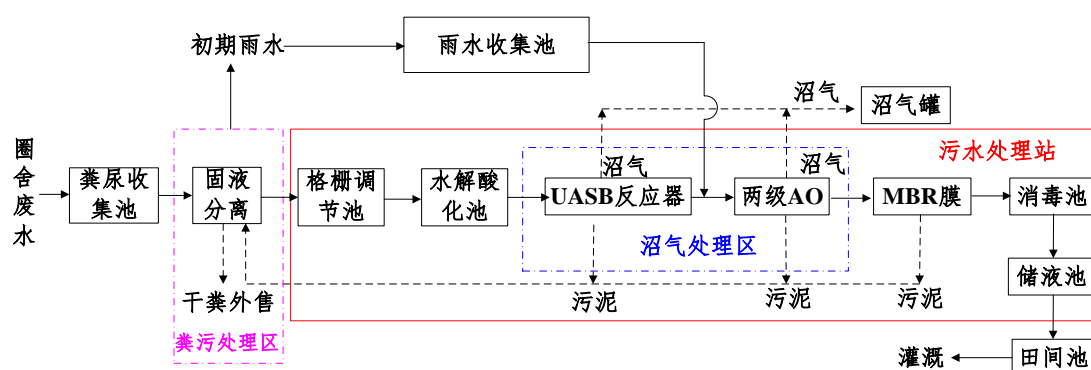 初期雨水
雨水收集池
沼气
沼气罐
圈
舍
废
水
粪尿收
集池
固液
分离
格栅调
节池
水解酸
化池
沼气
UASB反应器
沼气
两级AO
污水处理站
MBR膜
消毒池
沼气处理区
储液池
干粪外售
污泥
污泥
污泥
粪污处理区
灌溉
田间池